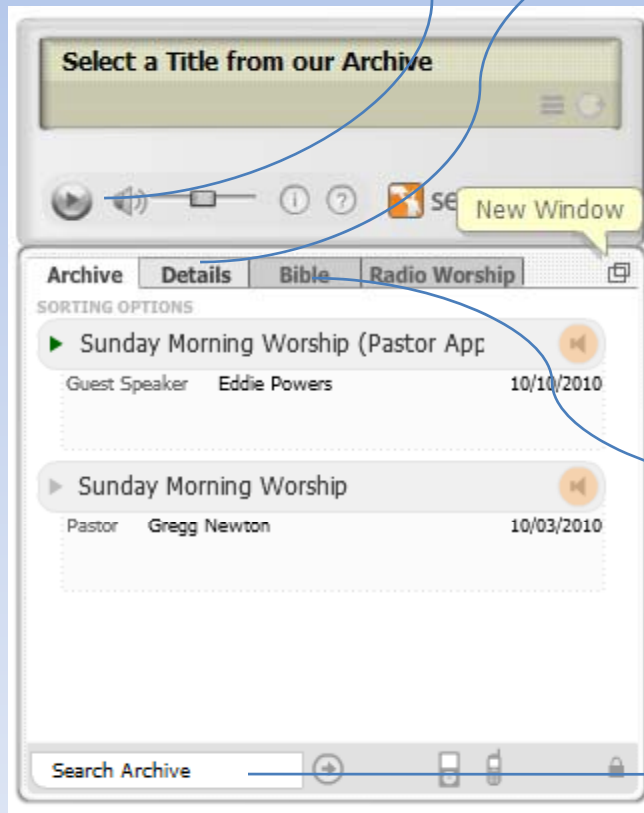 Select a Title from our Archive
se
New Window
Archive Details Bible Radio Worship
SORTING OPTIONS
Sunday Morning Worship (Pastor App
Guest Speaker Eddie Powers 10/10/2010
Sunday Morning Worship
Pastor Gregg Newton 10/03/2010
Search Archive